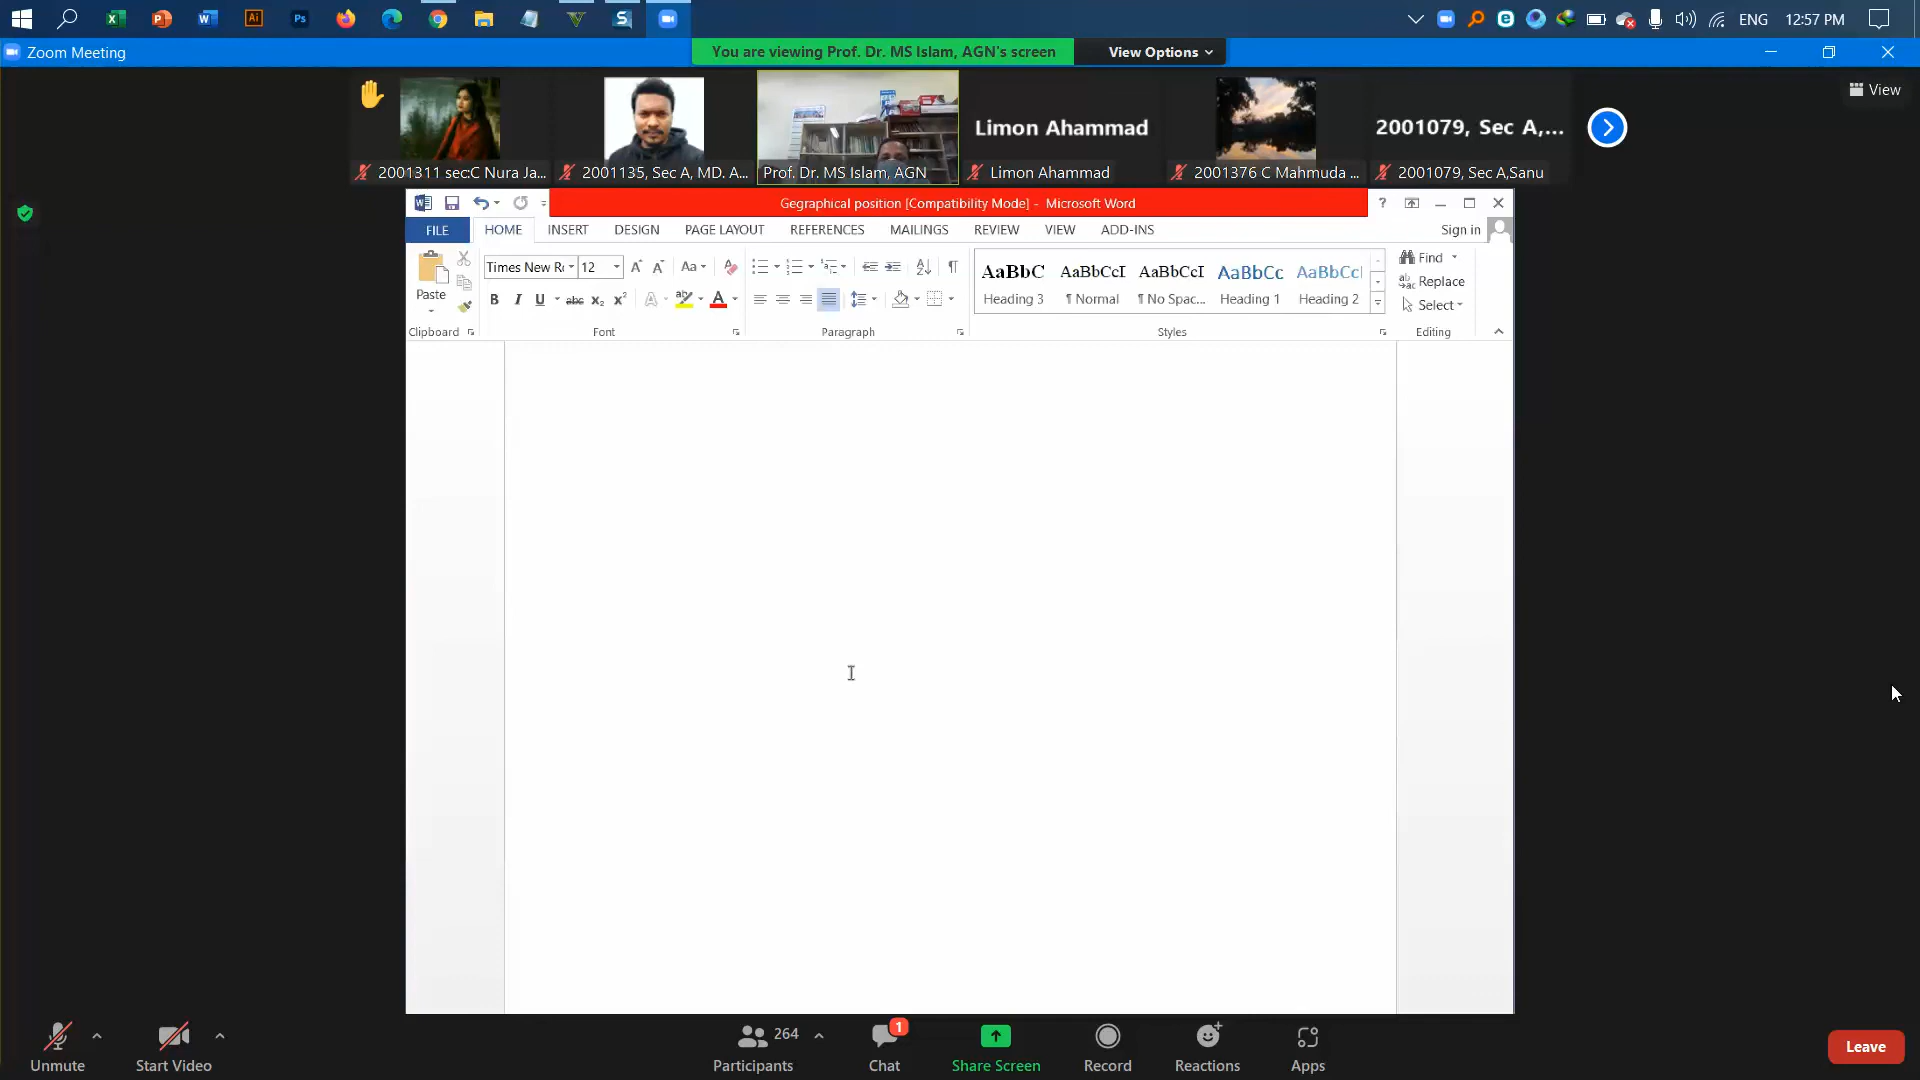 ENG 12:57 PM
Zoom Meeting
You are viewing Prof. Dr. MS Islam, AGN's screen
View Options
View
Limon Ahammad
2001079, Sec A,...
2001311 sec:C Nura Ja...
2001135, Sec A, MD. A...
Prof. Dr. MS Islam, AGN
Limon Ahammad
2001376 C Mahmuda ...
2001079, Sec A,Sanu
Gegraphical position [Compatibility Mode] - Microsoft Word
FILE HOME INSERT DESIGN PAGE LAYOUT REFERENCES MAILINGS REVIEW VIEW ADD-INS Sign in
Paste
Clipboard
Times New R 12 Aa
B I U abc x₂ x² A A
Font
Paragraph
AaBbC AaBbCcI AaBbCcI AaBbCc AaBbCcI
Heading 3 ¶ Normal ¶ No Spac... Heading 1 Heading 2
Styles
Find
Replace
Select
Editing
Unmute
Start Video
264
Participants
1
Chat
Share Screen
Record
Reactions
Apps
Leave